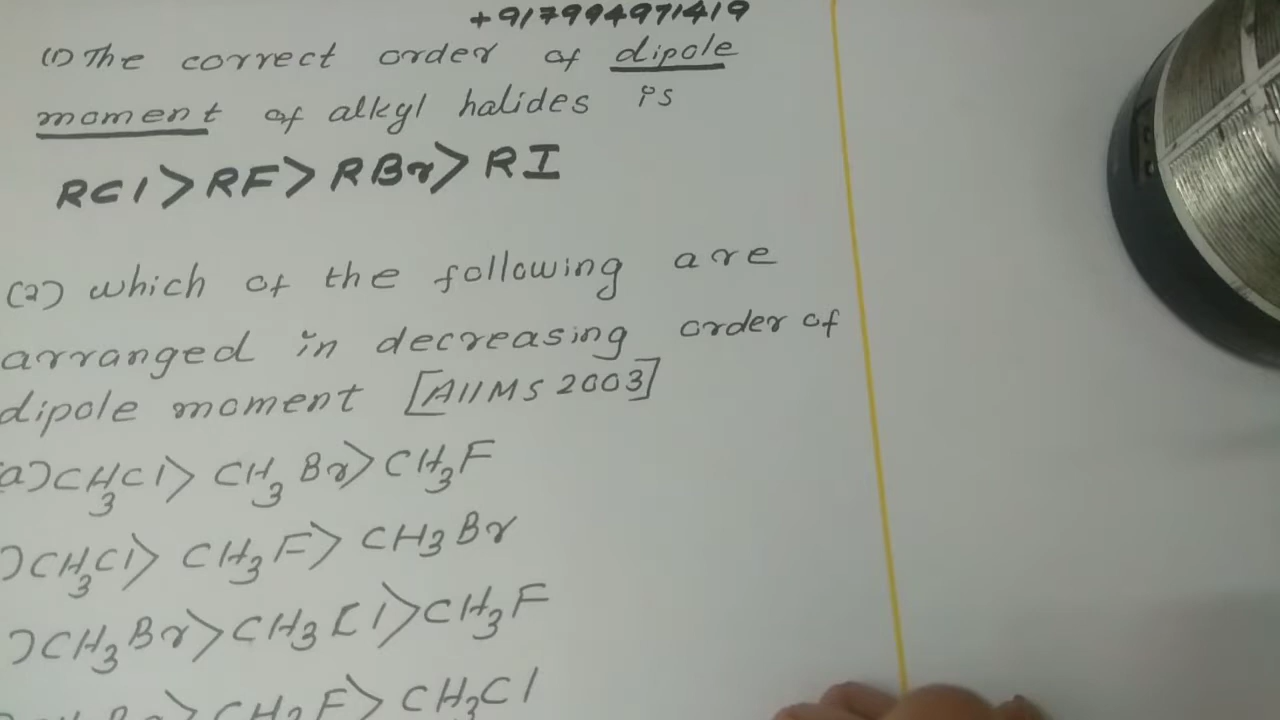 +917994971419
(1) The correct order of dipole
moment of alkyl halides is
RCl > RF > RBr > RI
(2) which of the following are
arranged in decreasing order of
dipole moment [AIIMS 2003]
a) CH3Cl > CH3Br > CH3F
) CH3Cl > CH3F > CH3Br
) CH3Br > CH3Cl > CH3F
> CH3F > CH3Cl